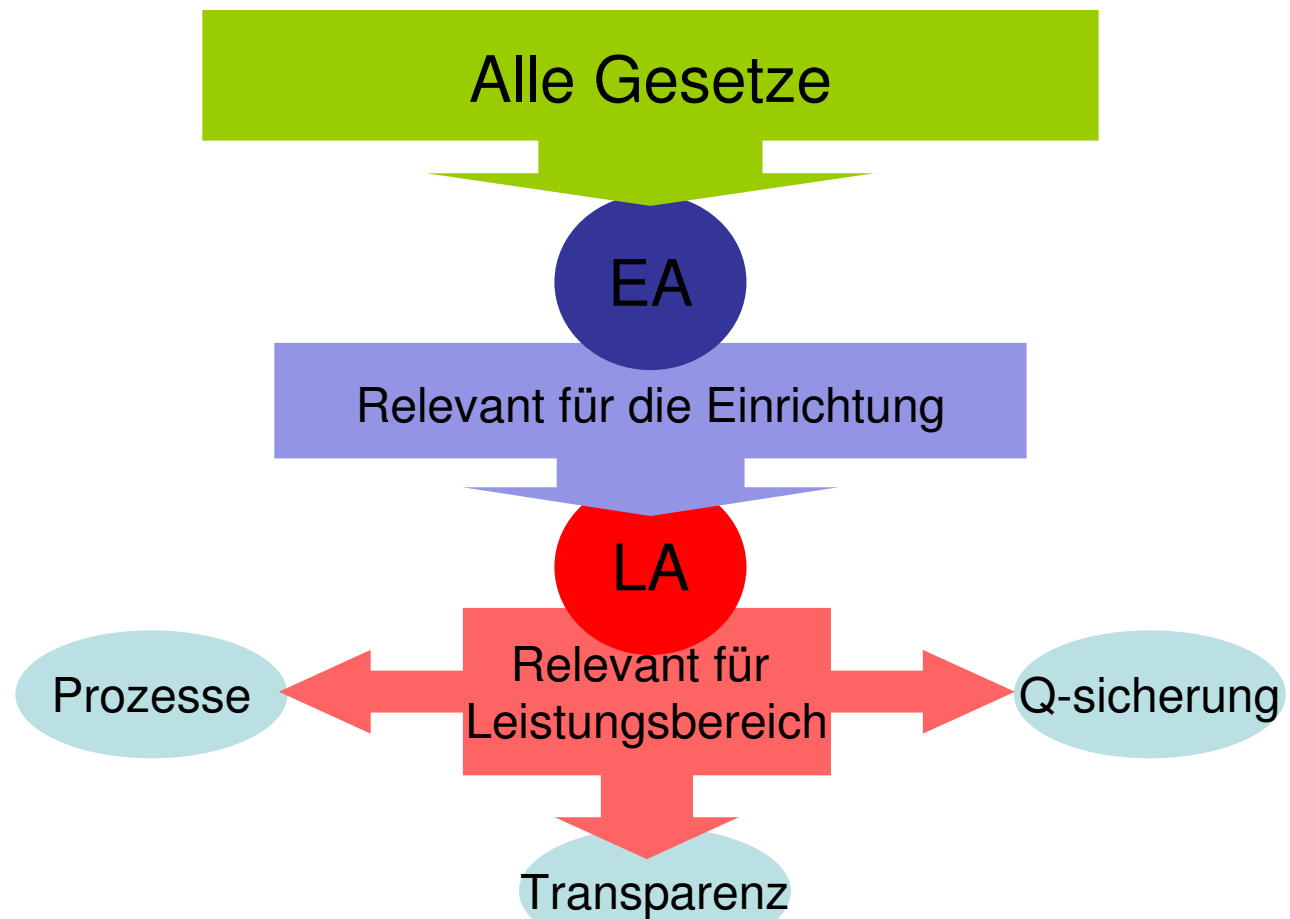 Alle Gesetze
EA
Relevant für die Einrichtung
LA
Relevant für
Leistungsbereich
Prozesse
Q-sicherung
Transparenz